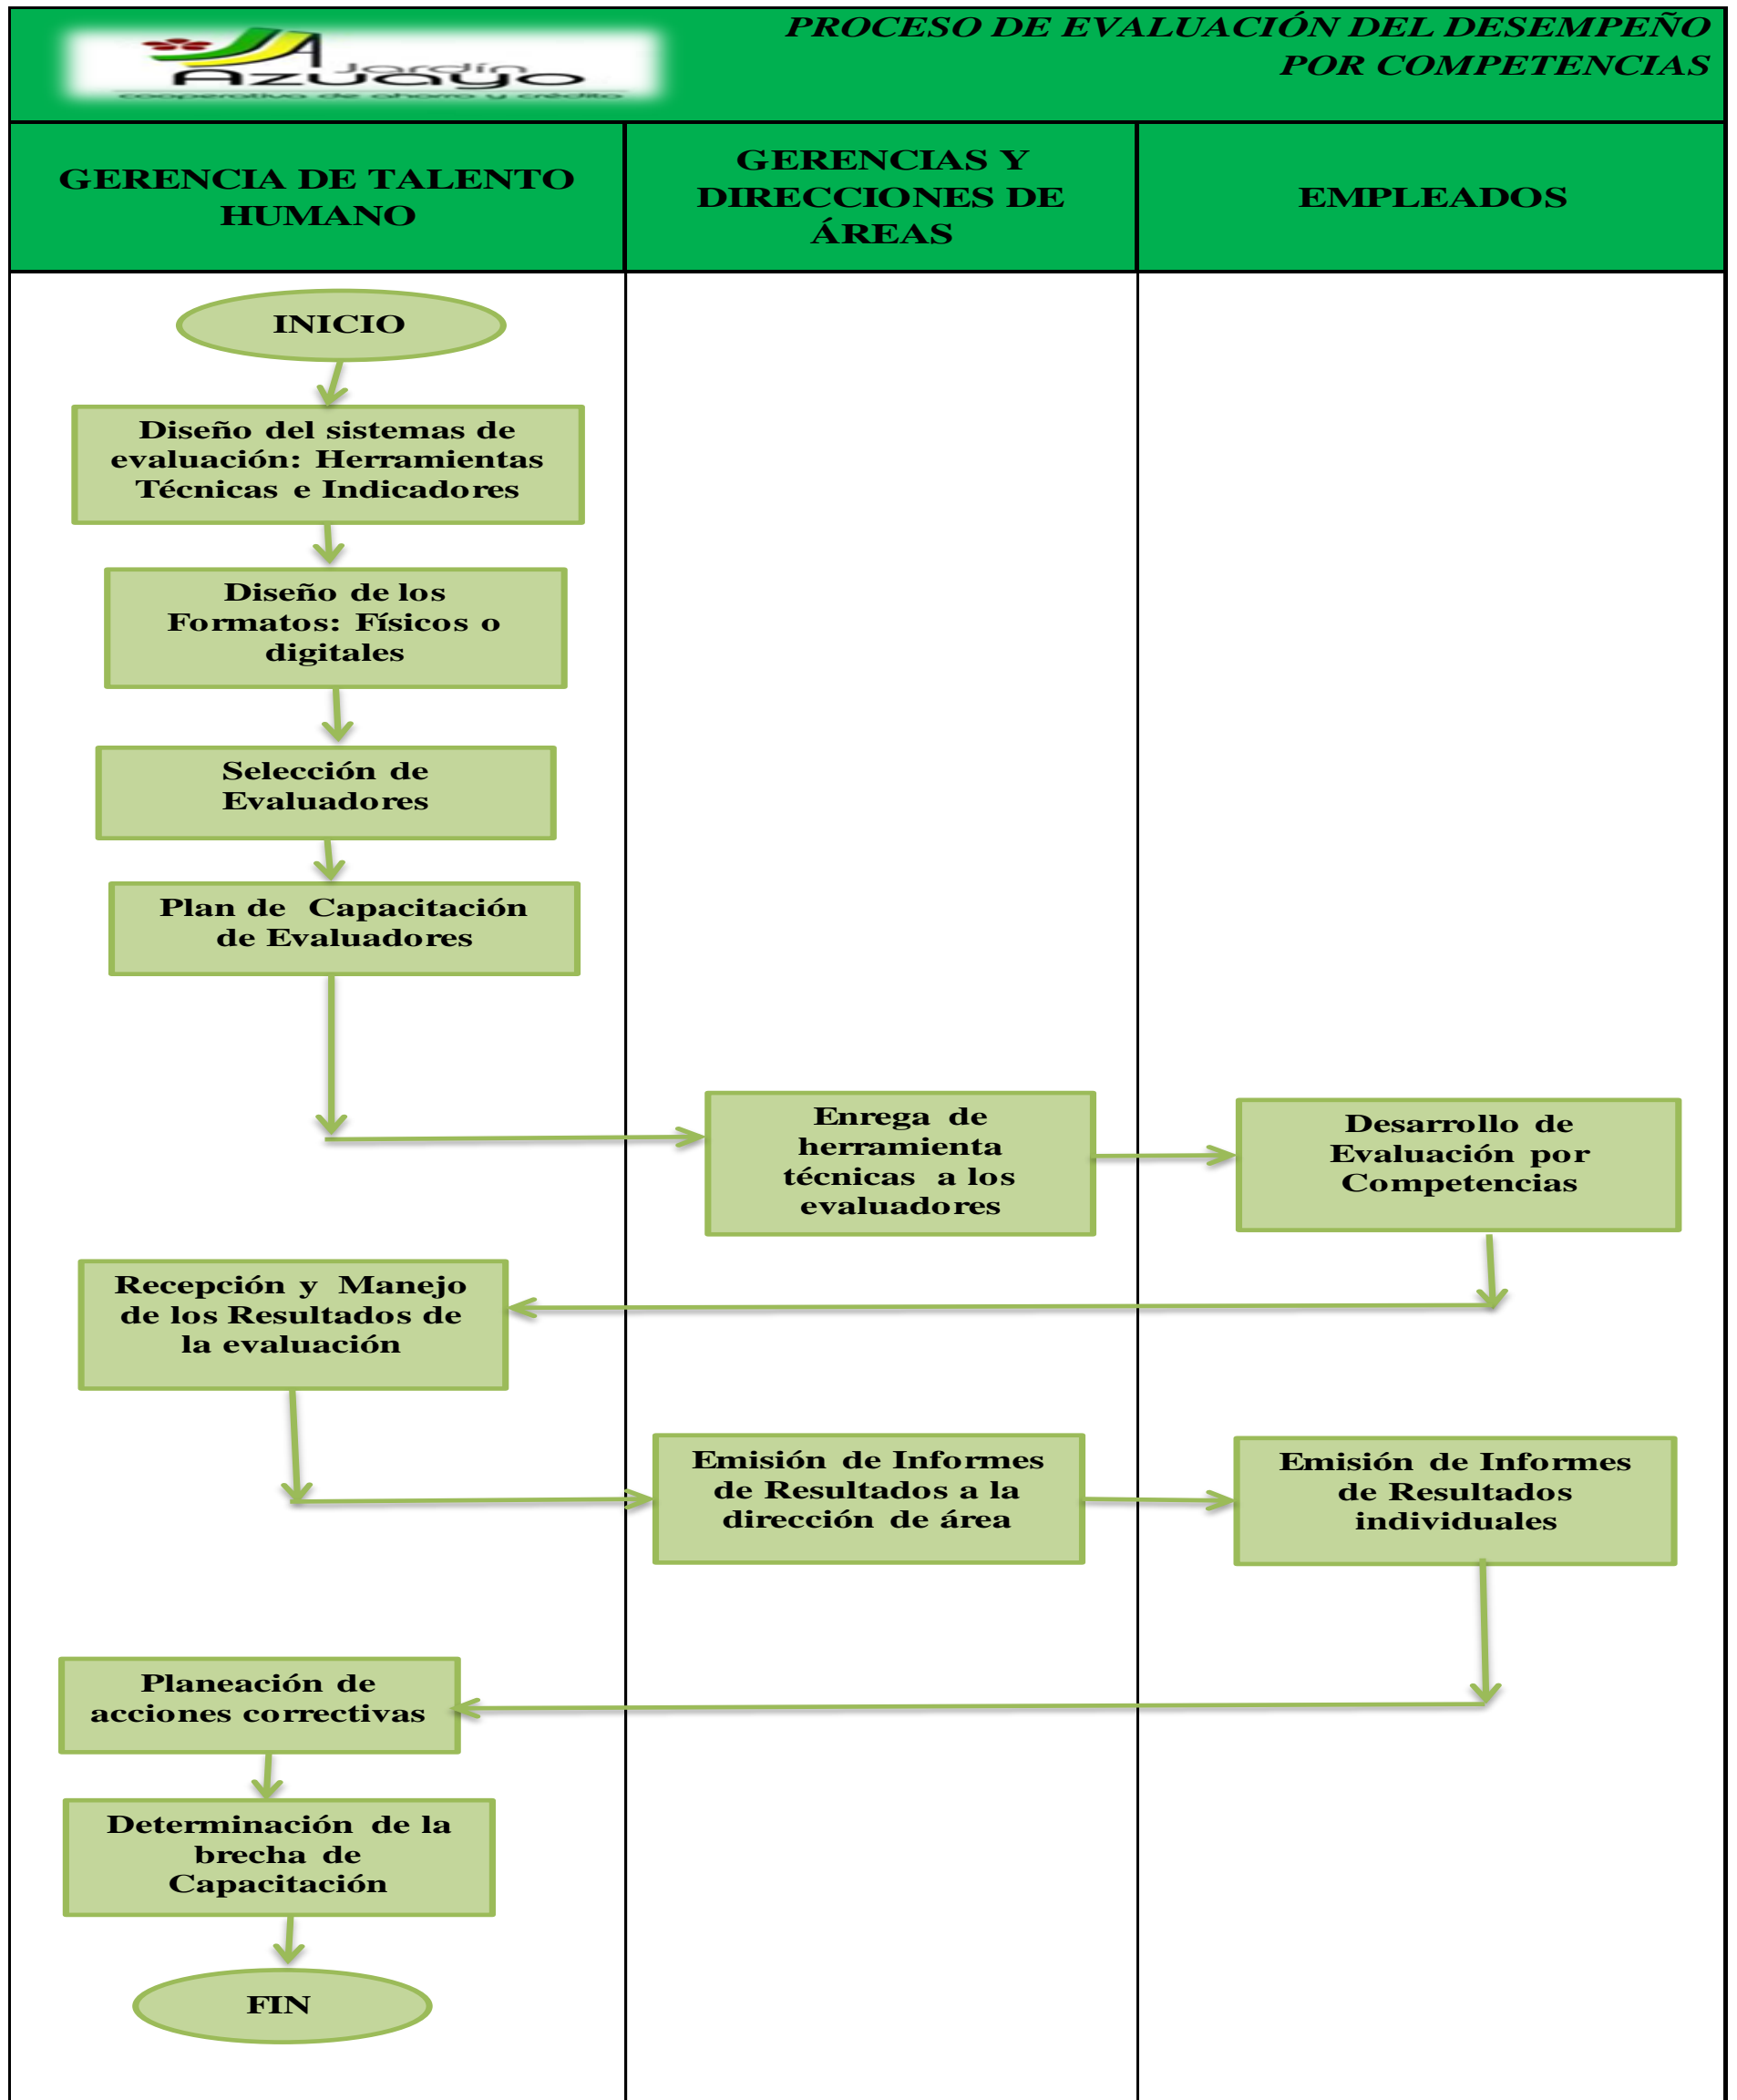 PROCESO DE EVALUACIÓN DEL DESEMPEÑO
POR COMPETENCIAS
Jardín
Azuayo
cooperativa de ahorro y crédito
GERENCIA DE TALENTO
HUMANO
GERENCIAS Y
DIRECCIONES DE
ÁREAS
EMPLEADOS
INICIO
Diseño del sistemas de
evaluación: Herramientas
Técnicas e Indicadores
Diseño de los
Formatos: Físicos o
digitales
Selección de
Evaluadores
Plan de Capacitación
de Evaluadores
Enrega de
herramienta
técnicas a los
evaluadores
Desarrollo de
Evaluación por
Competencias
Recepción y Manejo
de los Resultados de
la evaluación
Emisión de Informes
de Resultados a la
dirección de área
Emisión de Informes
de Resultados
individuales
Planeación de
acciones correctivas
Determinación de la
brecha de
Capacitación
FIN